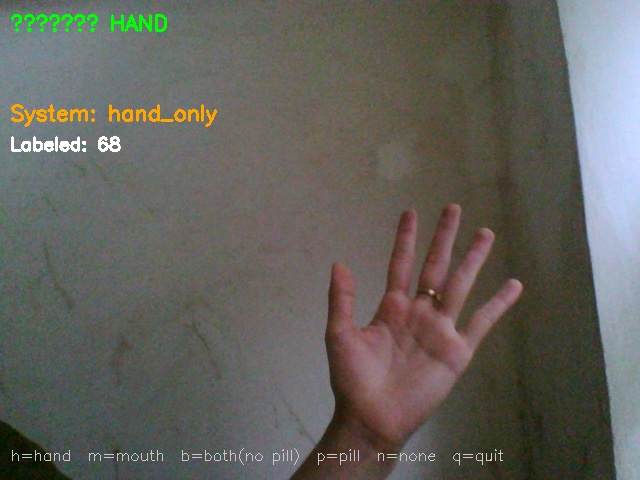 ??????? HAND
System: hand_only
Labeled: 68
h=hand m=mouth b=both(no pill) p=pill n=none q=quit